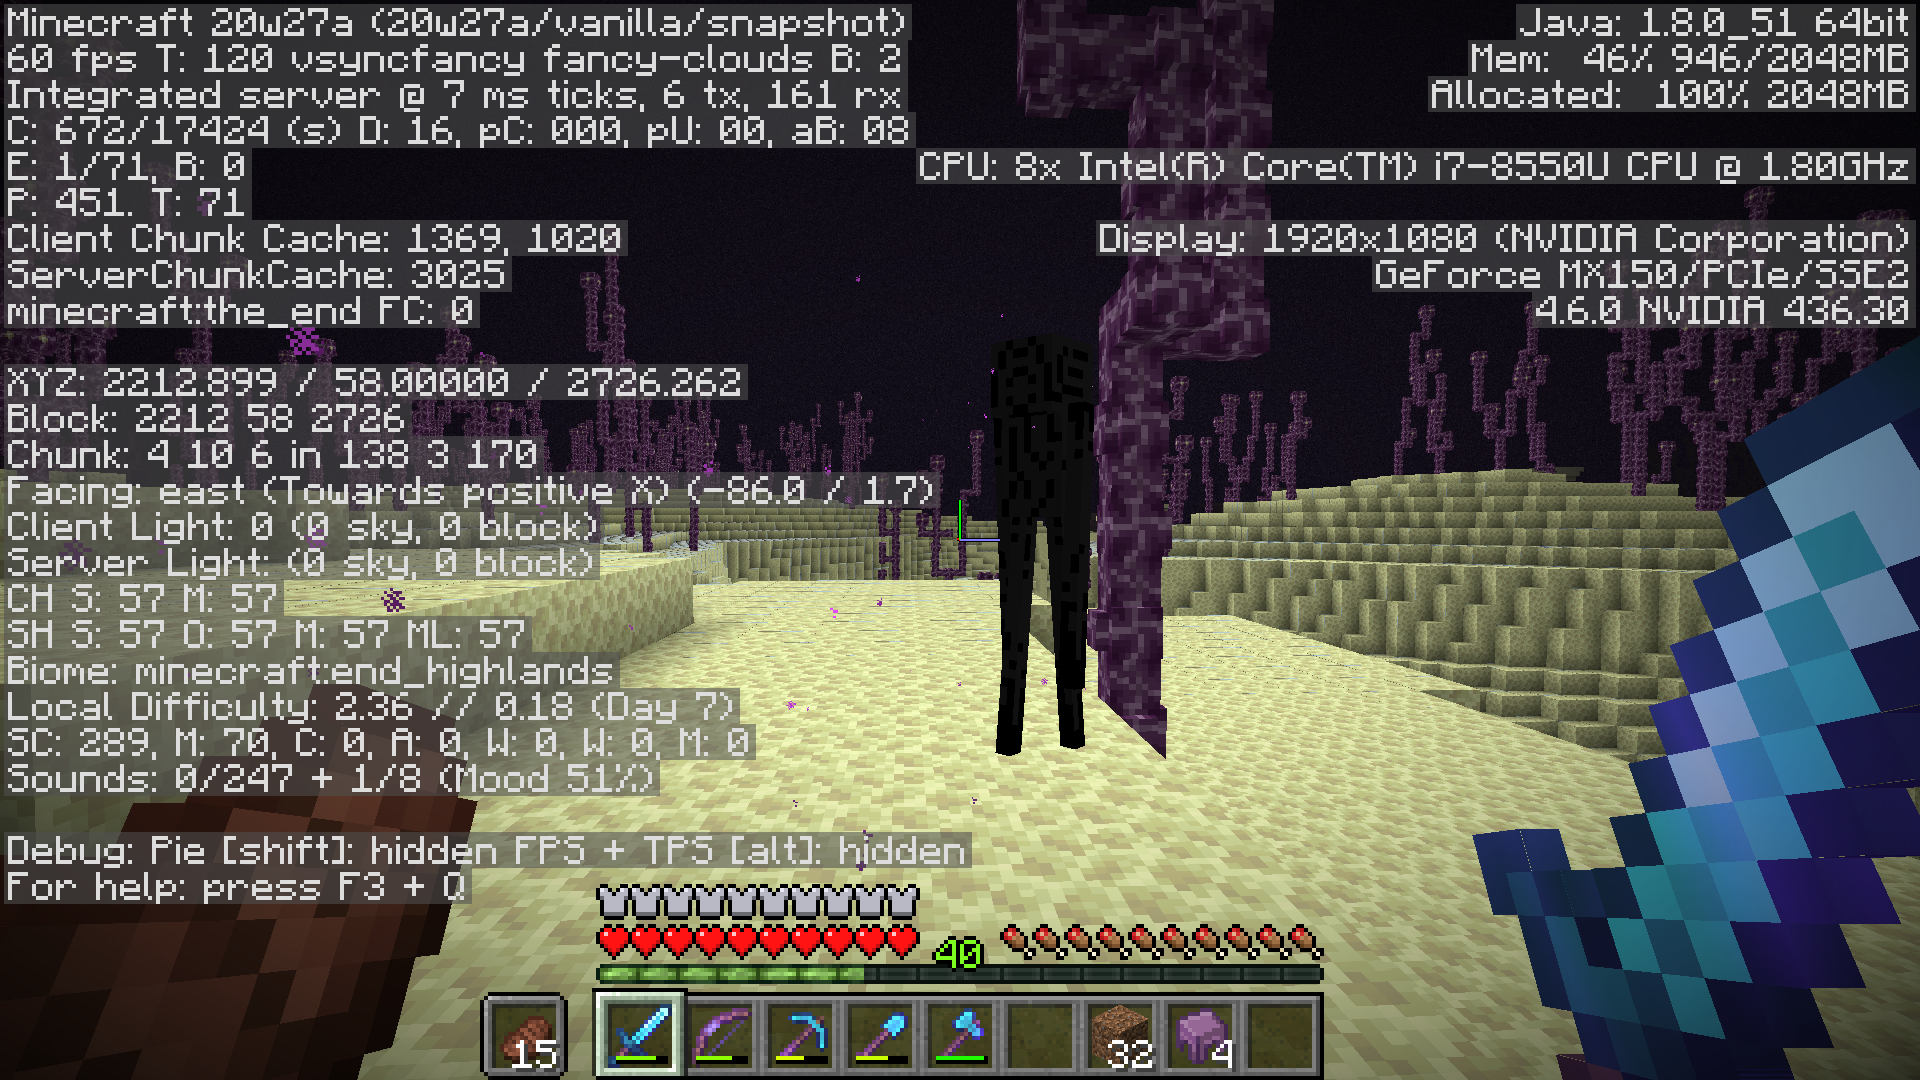 Minecraft 20w27a (20w27a/vanilla/snapshot)
60 fps T: 120 vsyncfancy fancy-clouds B: 2
Integrated server @ 7 ms ticks, 6 tx, 161 rx
C: 672/17424 (s) D: 16, pC: 000, pU: 00, aB: 08
E: 1/71, B: 0
P: 451. T: 71
Client Chunk Cache: 1369, 1020
ServerChunkCache: 3025
minecraft:the_end FC: 0
XYZ: 2212.899 / 58.00000 / 2726.262
Block: 2212 58 2726
Chunk: 4 10 6 in 138 3 170
Facing: east (Towards positive X) (-86.0 / 1.7)
Client Light: 0 (0 sky, 0 block)
Server Light: (0 sky, 0 block)
CH S: 57 M: 57
SH S: 57 O: 57 M: 57 ML: 57
Biome: minecraft:end_highlands
Local Difficulty: 2.36 // 0.18 (Day 7)
SC: 289, M: 70, C: 0, A: 0, W: 0, W: 0, M: 0
Sounds: 0/247 + 1/8 (Mood 51%)
Debug: Pie [shift]: hidden FPS + TPS [alt]: hidden
For help: press F3 + Q
Java: 1.8.0_51 64bit
Mem: 46% 946/2048MB
Allocated: 100% 2048MB
CPU: 8x Intel(R) Core(TM) i7-8550U CPU @ 1.80GHz
Display: 1920x1080 (NVIDIA Corporation)
GeForce MX150/PCIe/SSE2
4.6.0 NVIDIA 436.30
40
15
32
4